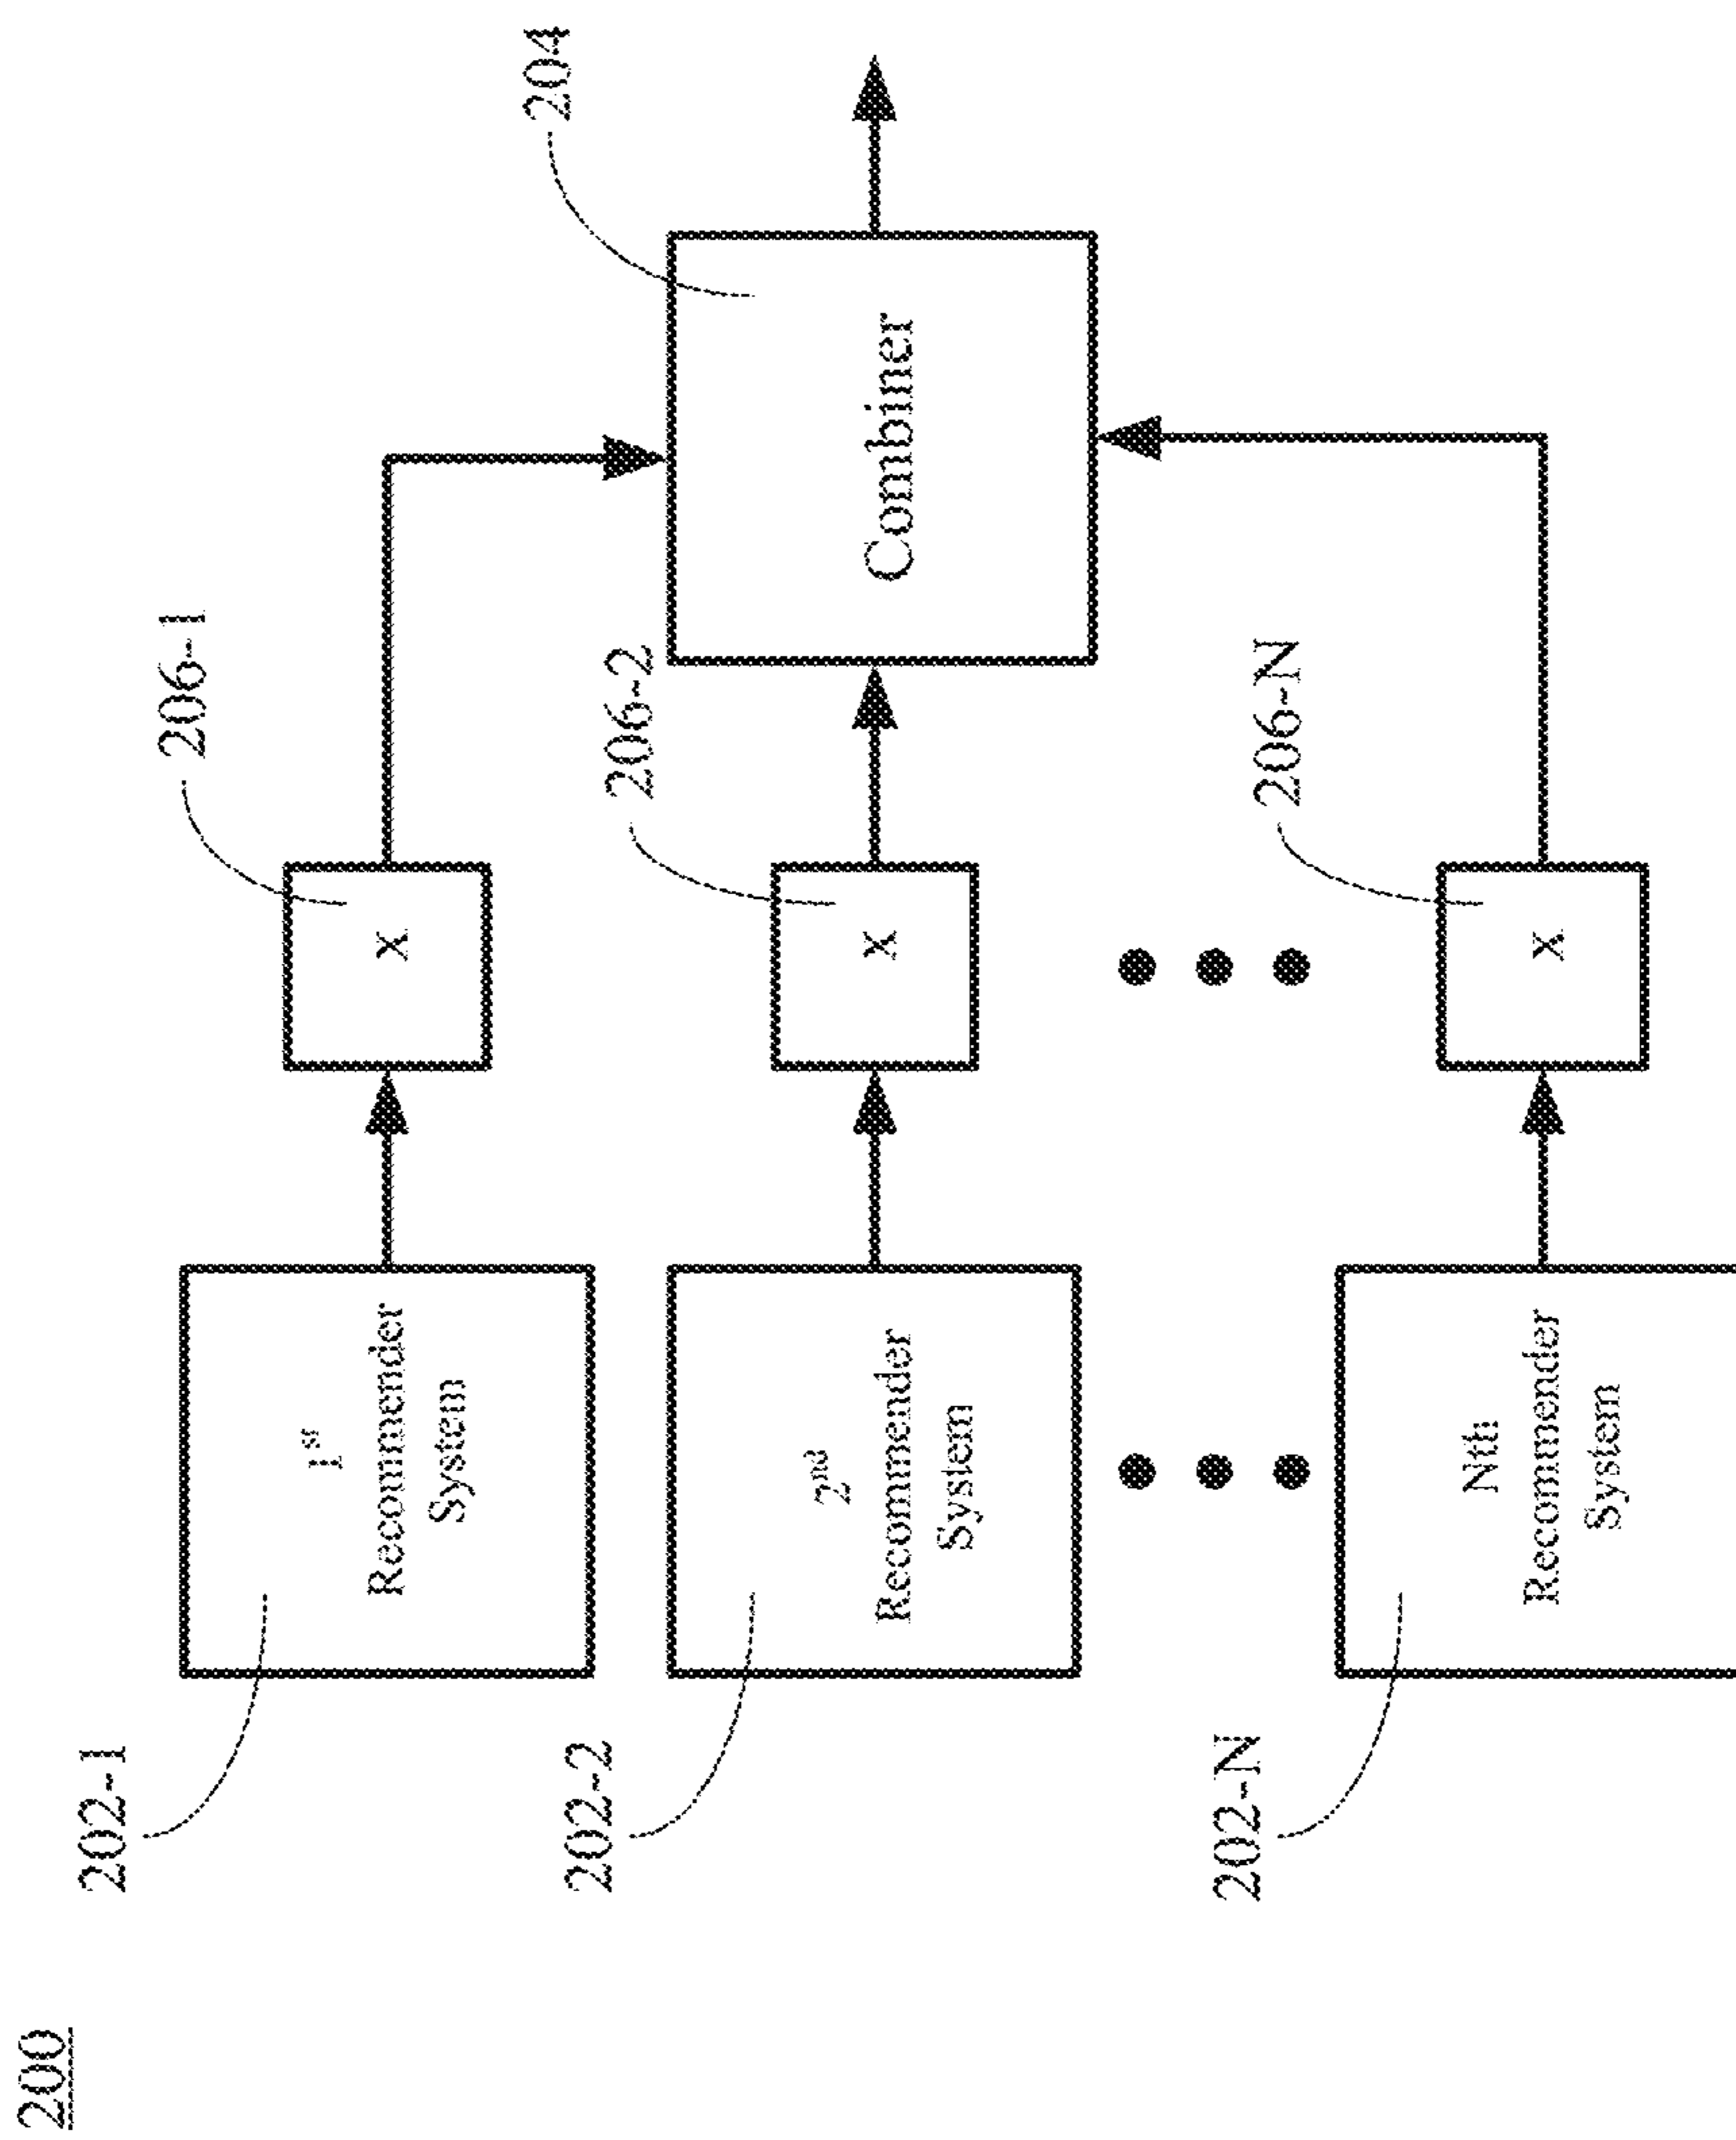 200
202-1
1st
Recommender
System
206-1
x
202-2
2nd
Recommender
System
206-2
x
Combiner
204
202-N
Nth
Recommender
System
206-N
x